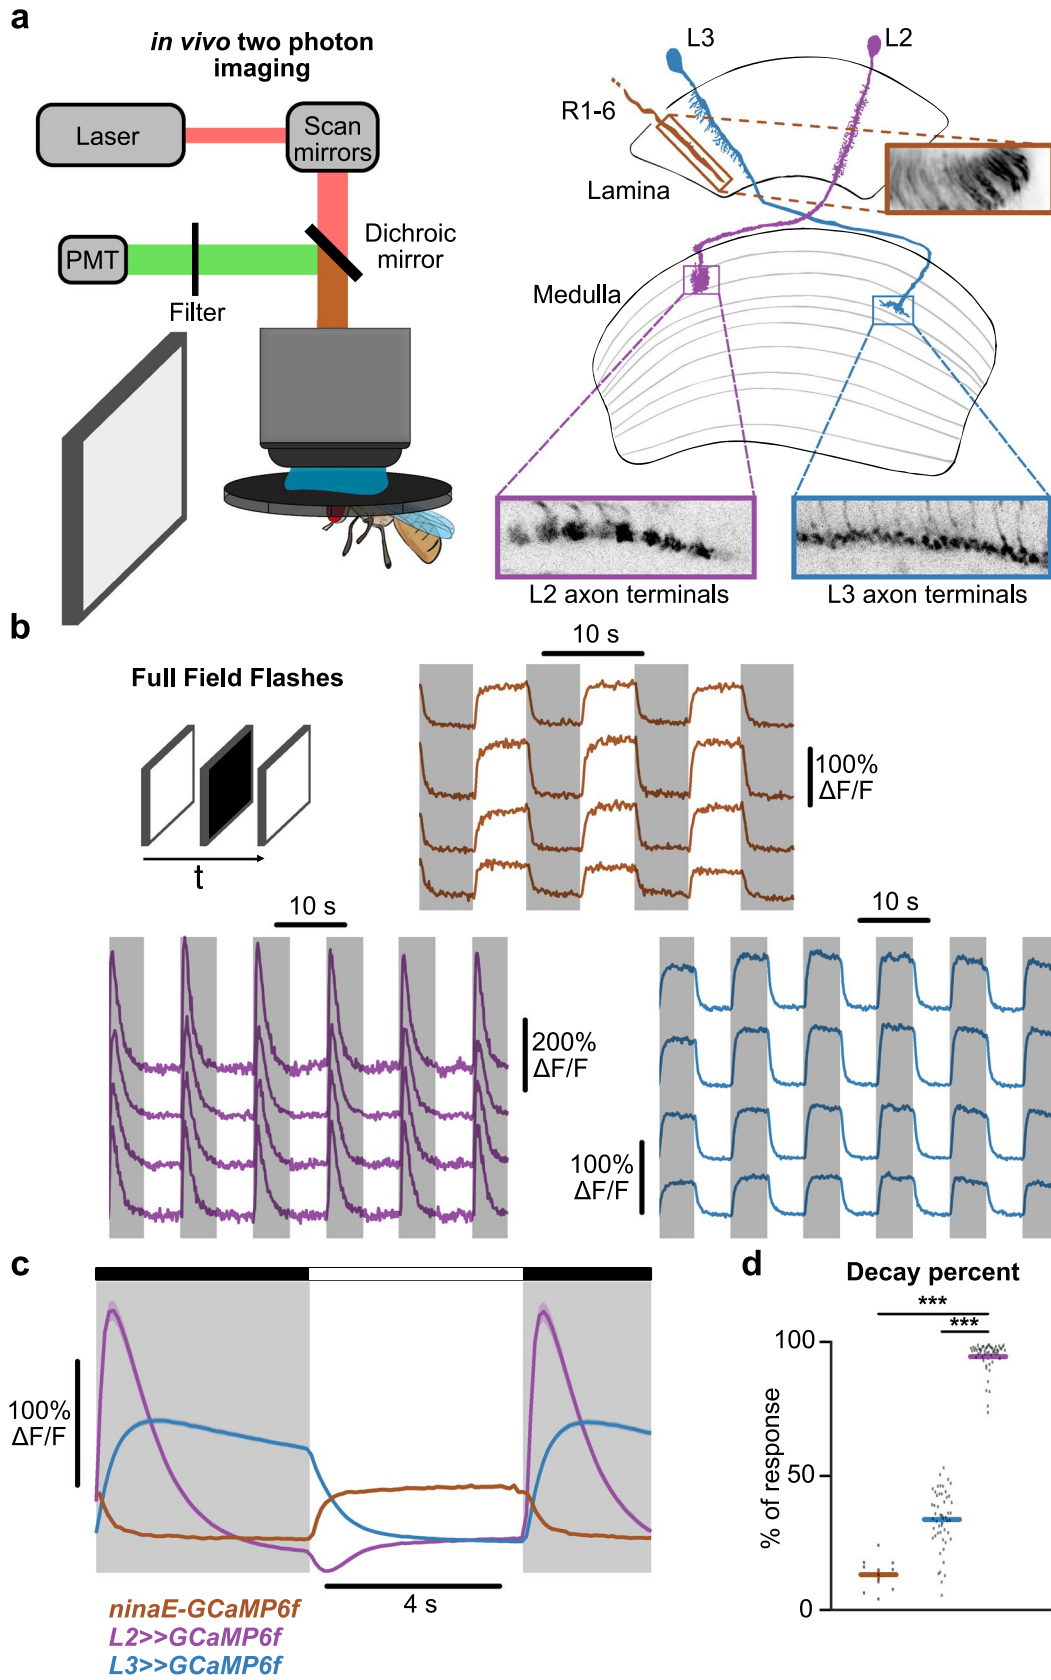 a
in vivo two photon
imaging
Laser
Scan
mirrors
PMT
Filter
Dichroic
mirror
L3
L2
R1-6
Lamina
Medulla
L2 axon terminals
L3 axon terminals
b
Full Field Flashes
t
10 s
100%
ΔF/F
10 s
200%
ΔF/F
10 s
100%
ΔF/F
c
100%
ΔF/F
4 s
ninaE-GCaMP6f
L2>>GCaMP6f
L3>>GCaMP6f
d
Decay percent
***
***
% of response
100
50
0